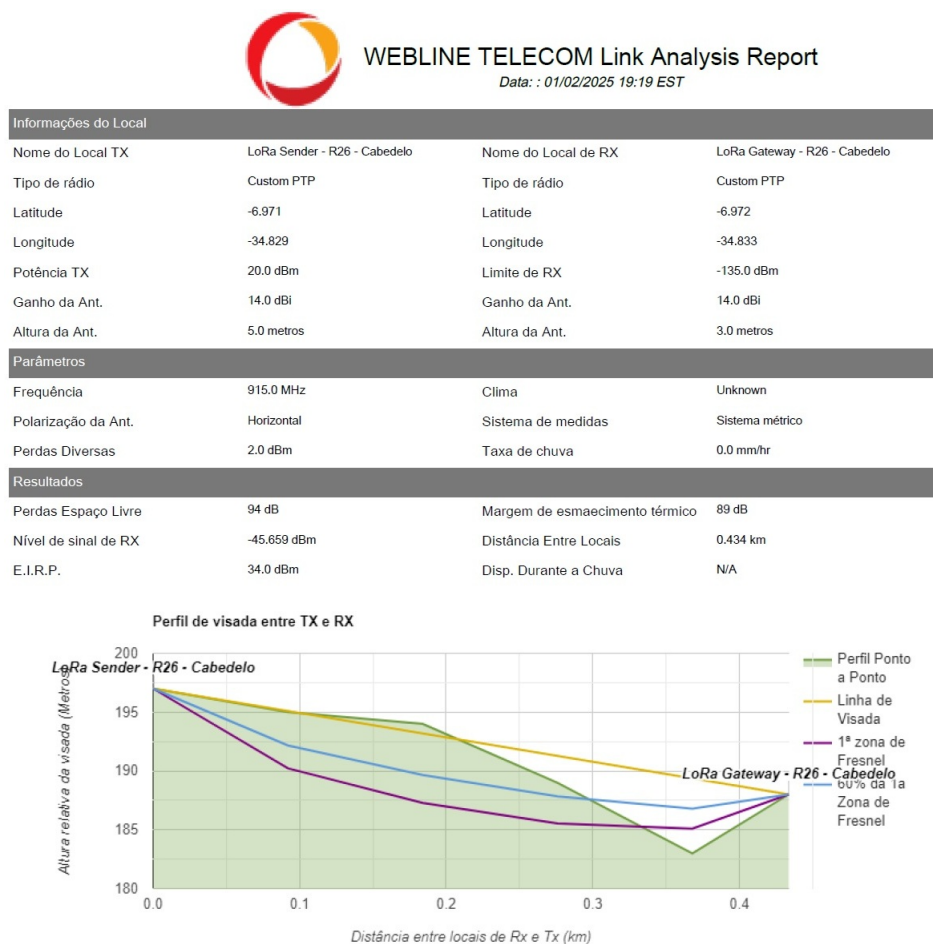 WEBLINE TELECOM Link Analysis Report
Data: : 01/02/2025 19:19 EST
Informações do Local
Nome do Local TX LoRa Sender - R26 - Cabedelo Nome do Local de RX LoRa Gateway - R26 - Cabedelo
Tipo de rádio Custom PTP Tipo de rádio Custom PTP
Latitude -6.971 Latitude -6.972
Longitude -34.829 Longitude -34.833
Potência TX 20.0 dBm Limite de RX -135.0 dBm
Ganho da Ant. 14.0 dBi Ganho da Ant. 14.0 dBi
Altura da Ant. 5.0 metros Altura da Ant. 3.0 metros
Parâmetros
Frequência 915.0 MHz Clima Unknown
Polarização da Ant. Horizontal Sistema de medidas Sistema métrico
Perdas Diversas 2.0 dBm Taxa de chuva 0.0 mm/hr
Resultados
Perdas Espaço Livre 94 dB Margem de esmaecimento térmico 89 dB
Nível de sinal de RX -45.659 dBm Distância Entre Locais 0.434 km
E.I.R.P. 34.0 dBm Disp. Durante a Chuva N/A
Perfil de visada entre TX e RX
200
LoRa Sender - R26 - Cabedelo
195
190
185
180
Altura relativa da visada (Metros)
LoRa Gateway - R26 - Cabedelo
0.0 0.1 0.2 0.3 0.4
Distância entre locais de Rx e Tx (km)
Perfil Ponto
a Ponto
Linha de
Visada
1ª zona de
Fresnel
60% da 1a
Zona de
Fresnel